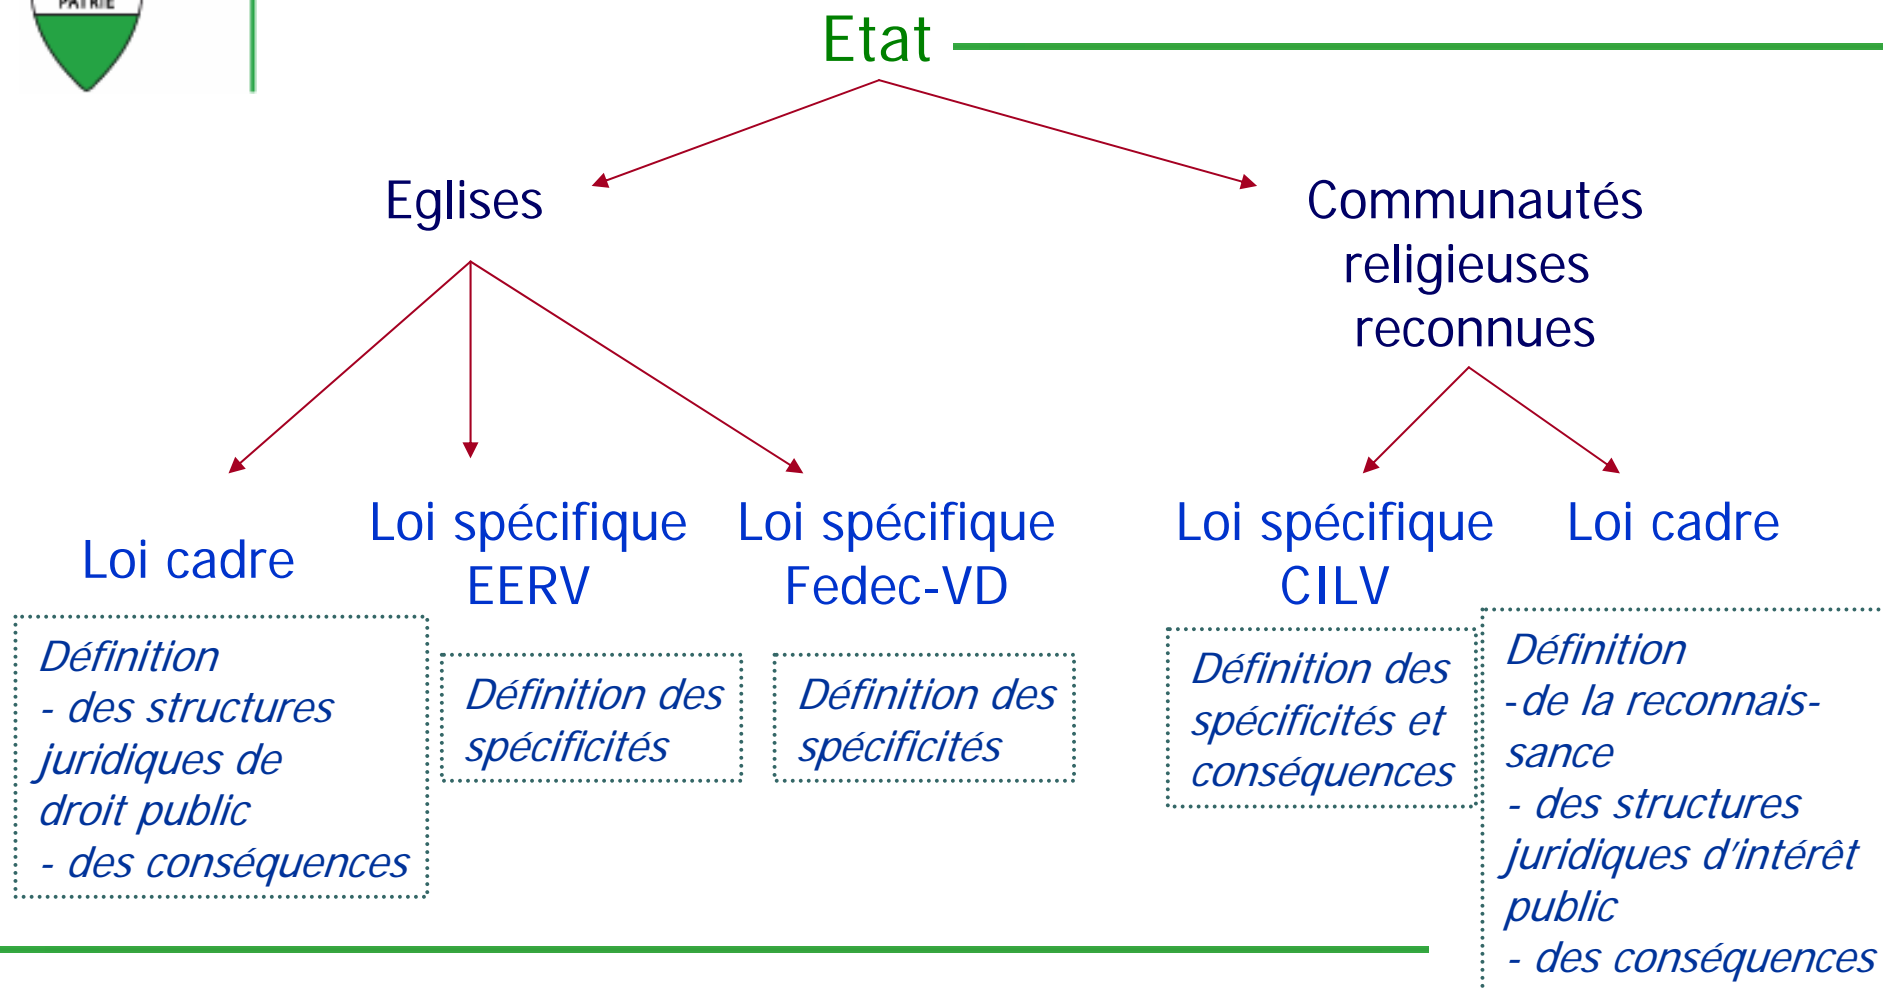 PATRIE
Etat
Eglises
Communautés
religieuses
reconnues
Loi cadre
Loi spécifique
EERV
Loi spécifique
Fedec-VD
Loi spécifique
CILV
Loi cadre
Définition
- des structures
juridiques de
droit public
- des conséquences
Définition des
spécificités
Définition des
spécificités
Définition des
spécificités et
conséquences
Définition
-de la reconnais-
sance
- des structures
juridiques d'intérêt
public
- des conséquences